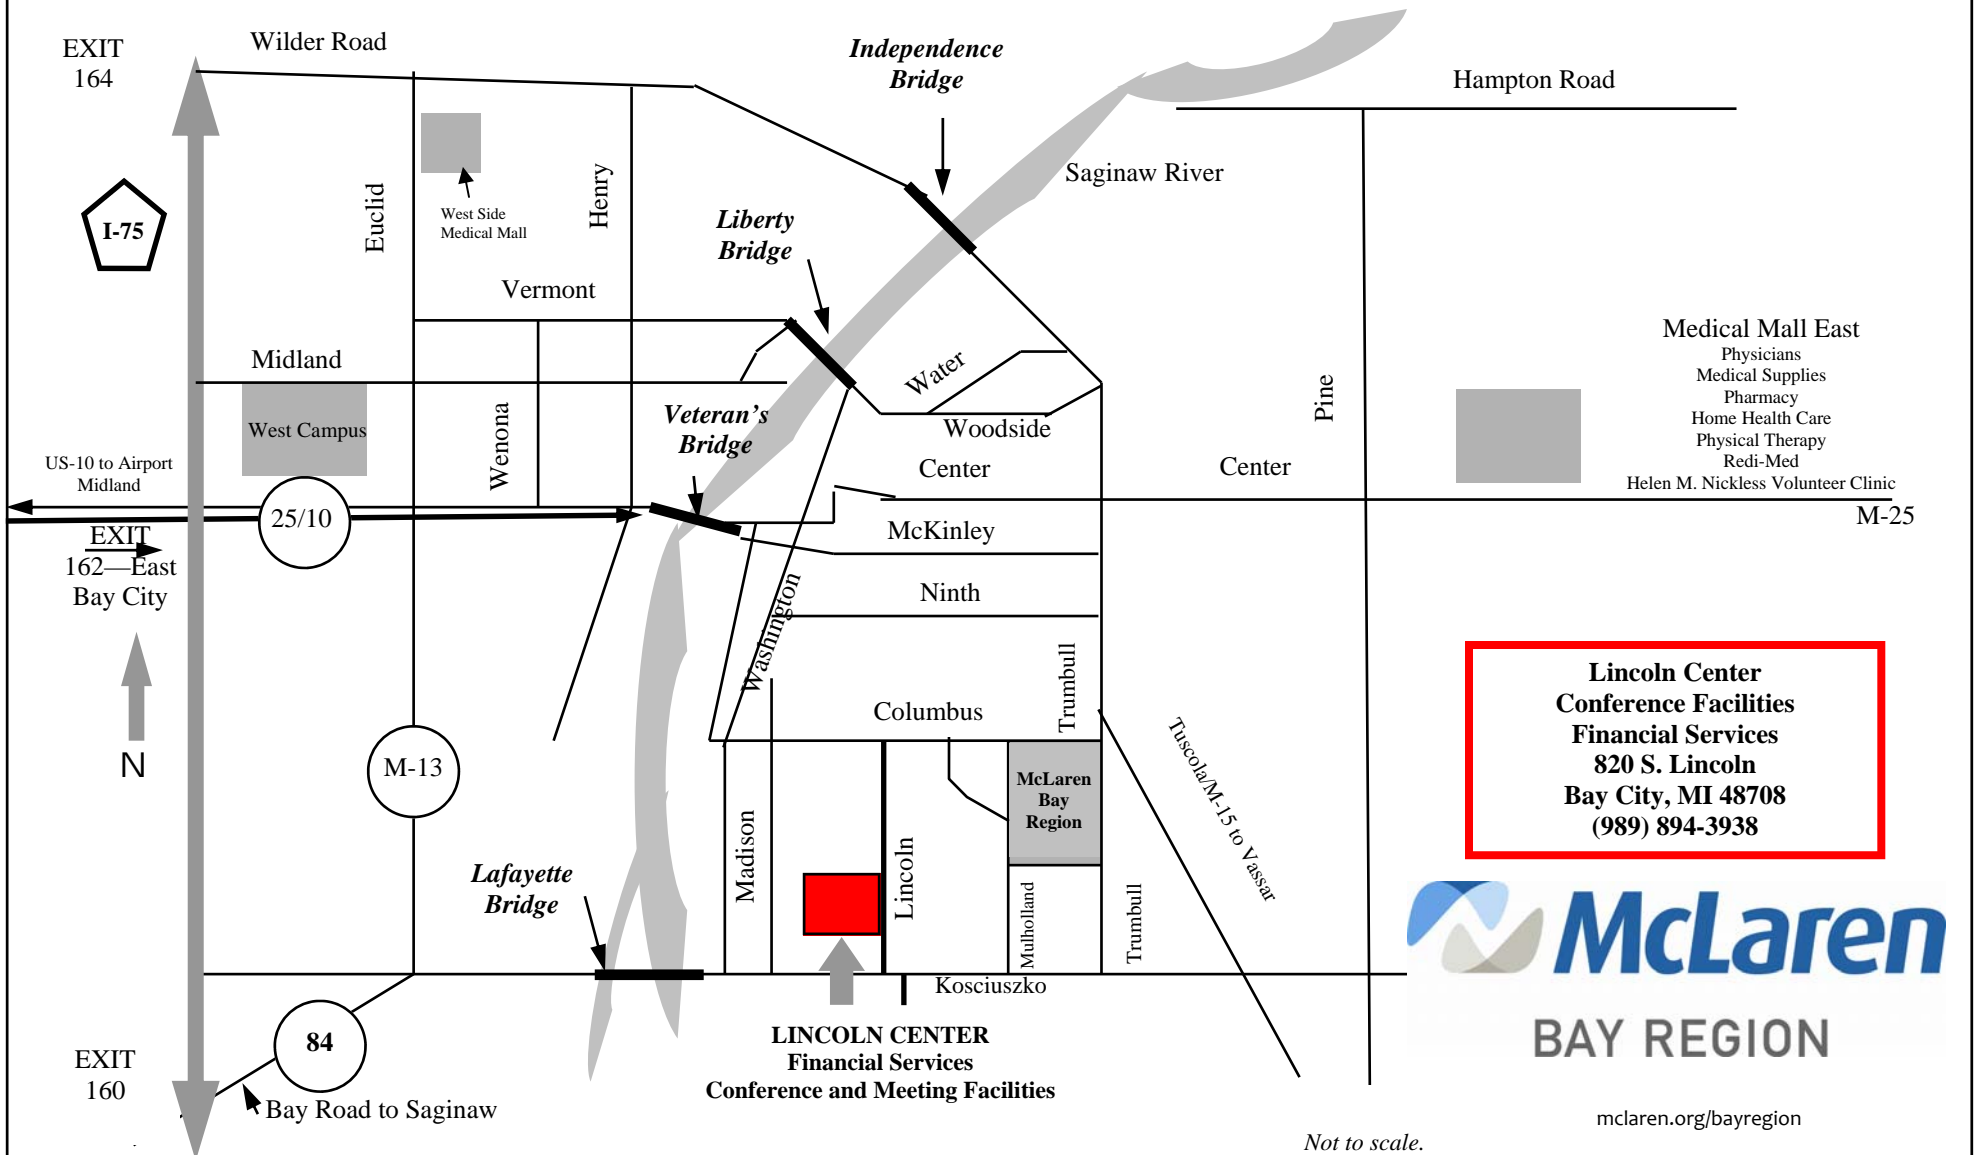 EXIT
164
Wilder Road
Independence
Bridge
Hampton Road
Saginaw River
I-75
Euclid
West Side
Medical Mall
Henry
Liberty
Bridge
Vermont
Midland
West Campus
Wenona
Veteran's
Bridge
Water
Woodside
Center
Center
Pine
Medical Mall East
Physicians
Medical Supplies
Pharmacy
Home Health Care
Physical Therapy
Redi-Med
Helen M. Nickless Volunteer Clinic
M-25
US-10 to Airport
Midland
25/10
EXIT
162—East
Bay City
McKinley
Ninth
Washington
Trumbull
Columbus
N
M-13
McLaren
Bay
Region
Tuscola/M-15 to Vassar
Lincoln Center
Conference Facilities
Financial Services
820 S. Lincoln
Bay City, MI 48708
(989) 894-3938
Lafayette
Bridge
Madison
Lincoln
Mulholland
Trumbull
Kosciuszko
McLaren
BAY REGION
84
LINCOLN CENTER
Financial Services
Conference and Meeting Facilities
EXIT
160
Bay Road to Saginaw
mclaren.org/bayregion
Not to scale.